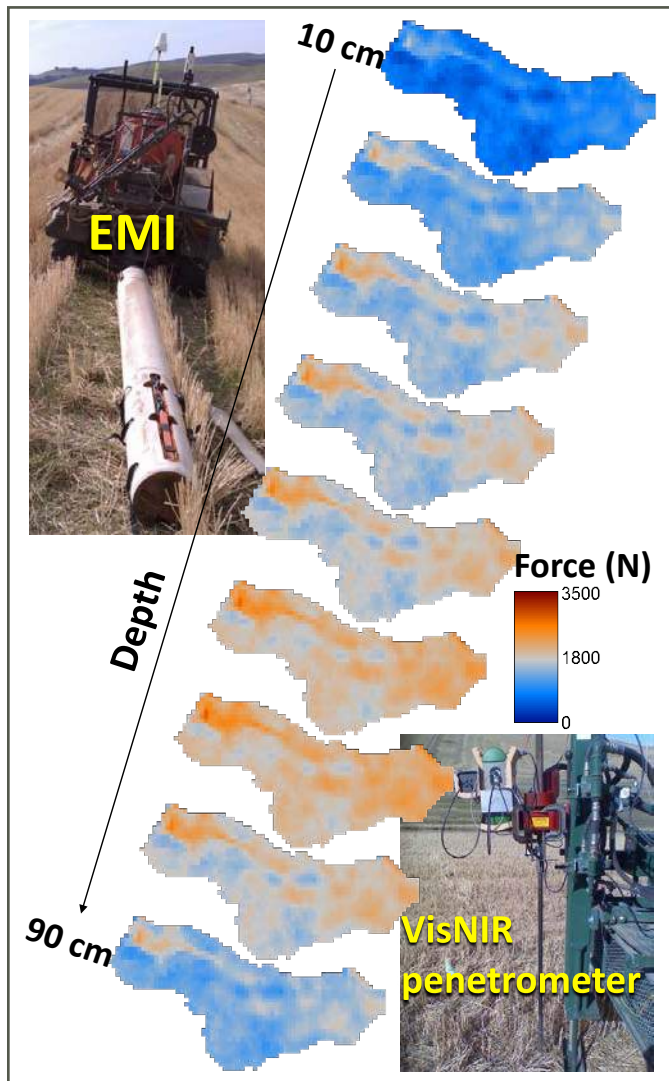 10 cm
EMI
Depth
Force (N)
3500
1800
0
90 cm
VisNIR
penetrometer